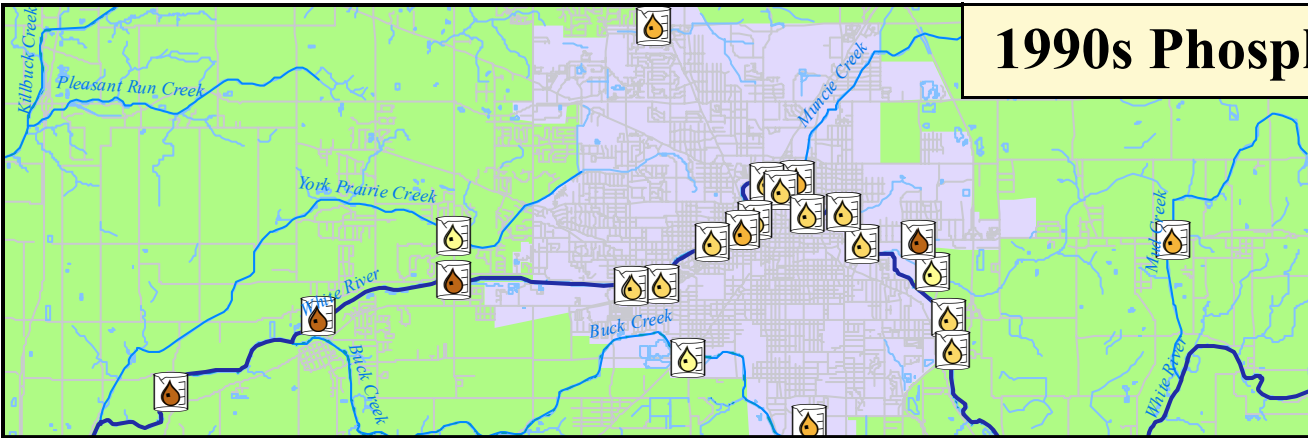 1990s Phosp
Killbuck Creek
Pleasant Run Creek
Muncie Creek
York Prairie Creek
Mud Creek
White River
Buck Creek
Buck Creek
White River